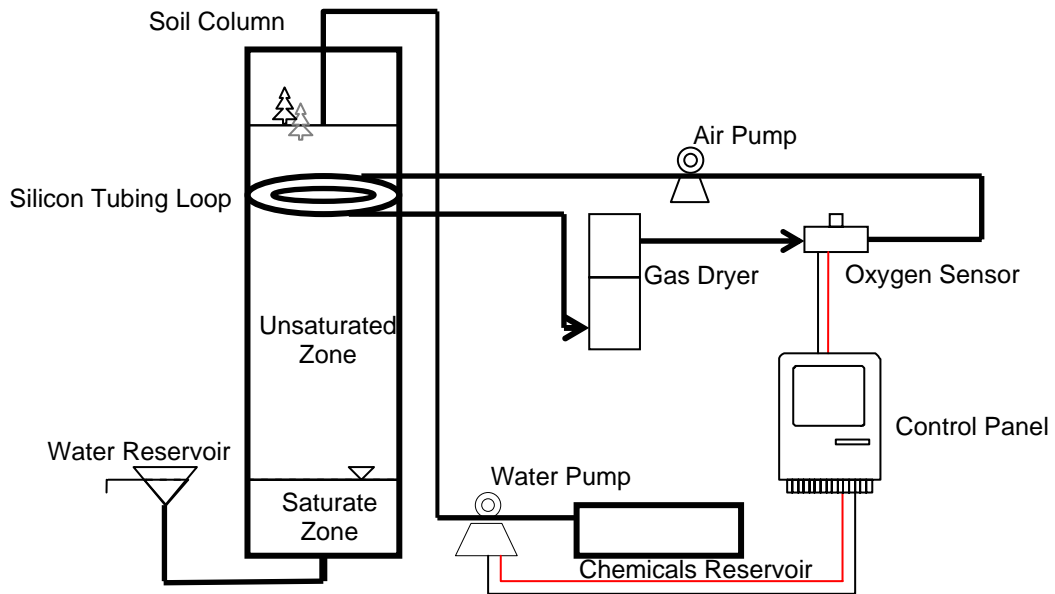 Soil Column
Air Pump
Silicon Tubing Loop
Gas Dryer
Oxygen Sensor
Unsaturated
Zone
Control Panel
Water Reservoir
Water Pump
Saturate
Zone
Chemicals Reservoir